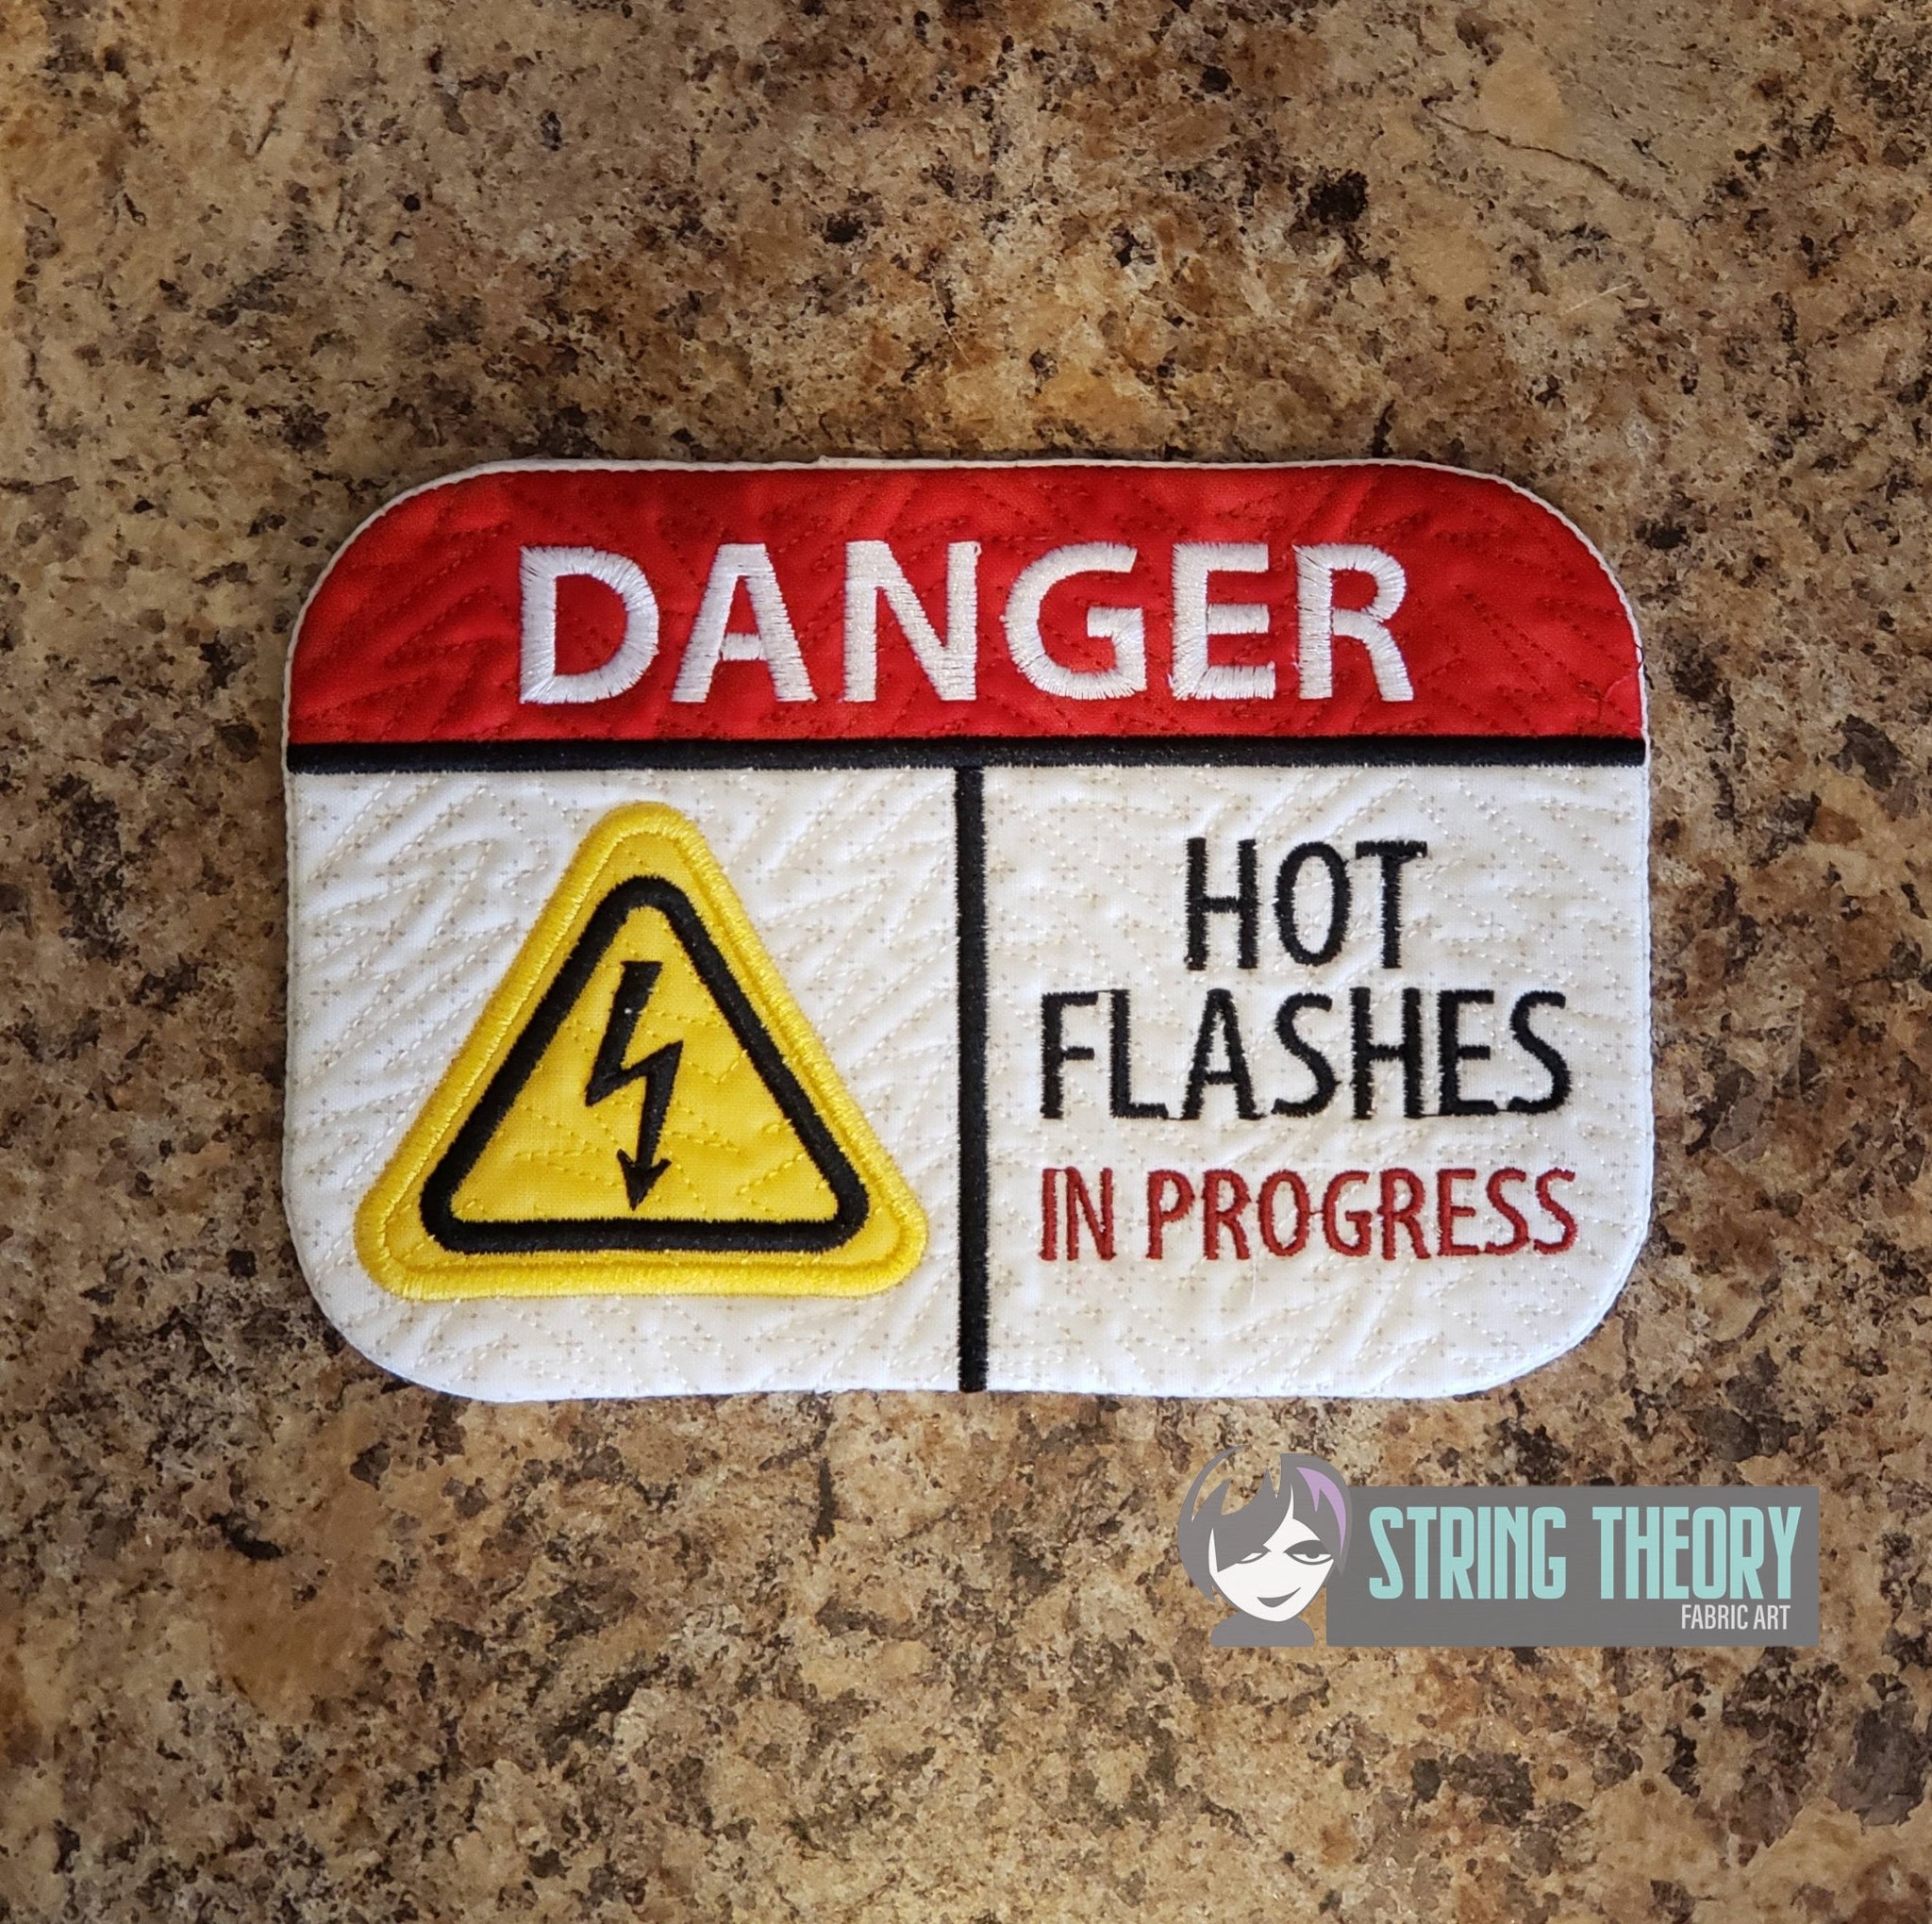 DANGER
HOT
FLASHES
IN PROGRESS
STRING THEORY
FABRIC ART